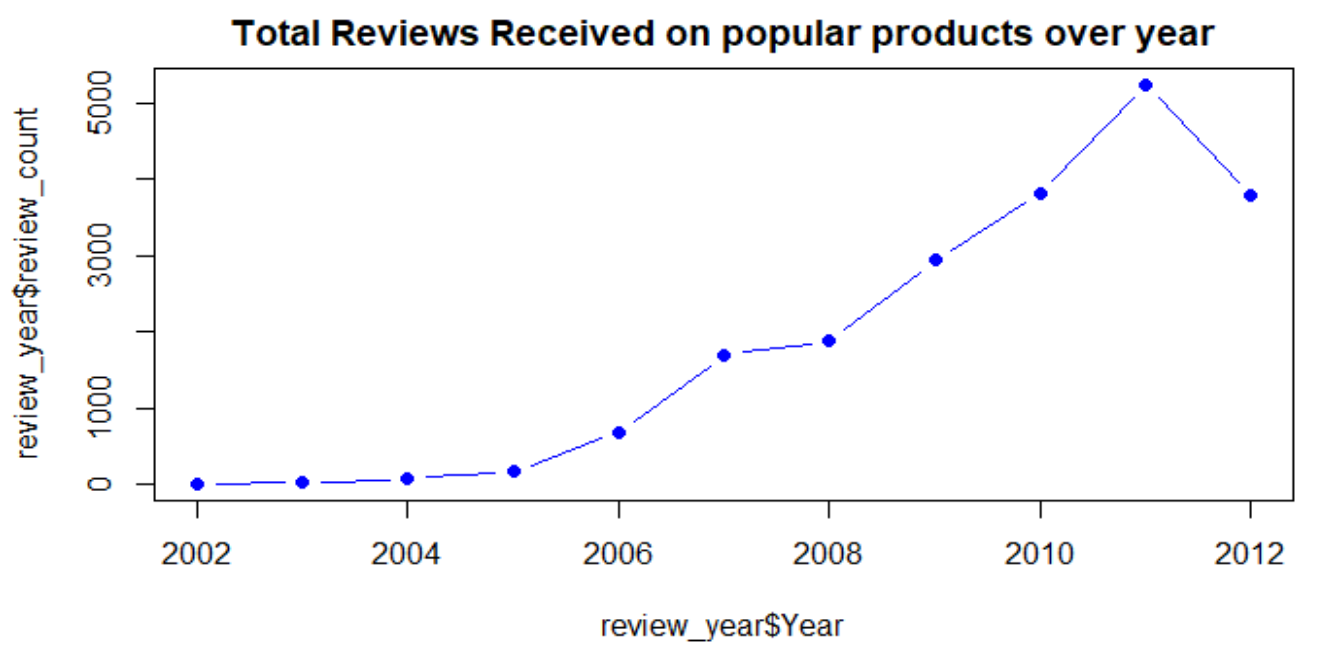 Total Reviews Received on popular products over year
review_year$review_count
5000
3000
1000
0
2002 2004 2006 2008 2010 2012
review_year$Year